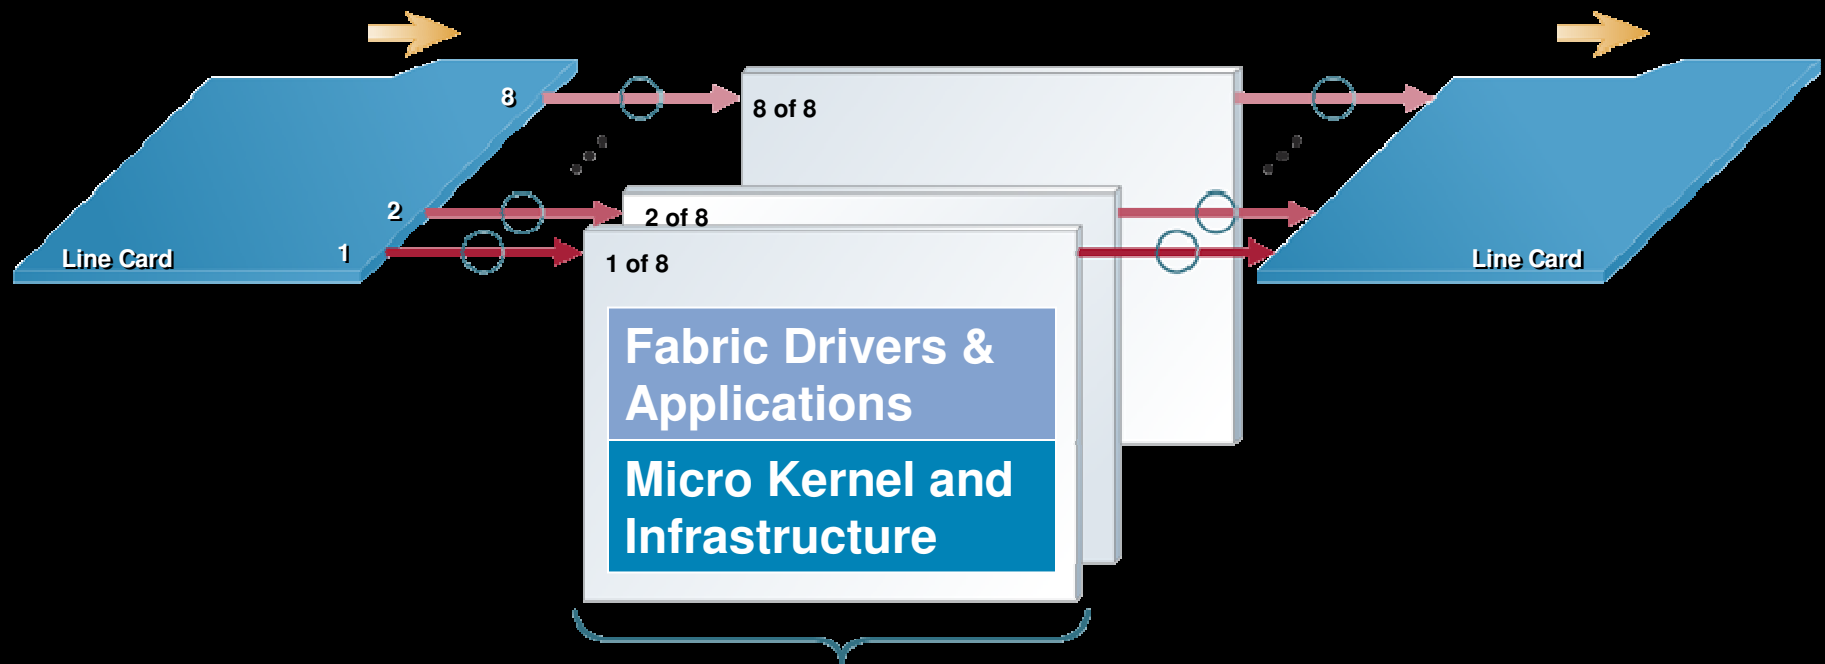 8
8 of 8
2
2 of 8
Line Card
1
1 of 8
Line Card
Fabric Drivers &
Applications
Micro Kernel and
Infrastructure